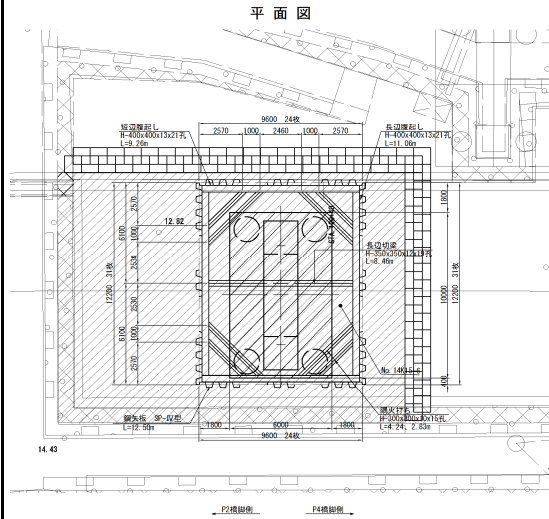 平面図
9600 24枚
2570 1000 2460 1000 2570
短辺腹起し
H-400x400x13x21孔
L=9.26m
長辺腹起し
H-400x400x13x21孔
L=11.06m
12200 31枚
6100
6100
2570
1000
2530
1000
2570
12.82
長辺切梁
H-350x350x12x19孔
L=8.46m
1800
10000
400
12200 31枚
鋼矢板 SP-Ⅳ型
L=12.50m
隅火打ち
H-300x300x10x15孔
L=4.24, 2.83m
1800 6000 1800
9600 24枚
14.43
P2橋脚側
P4橋脚側